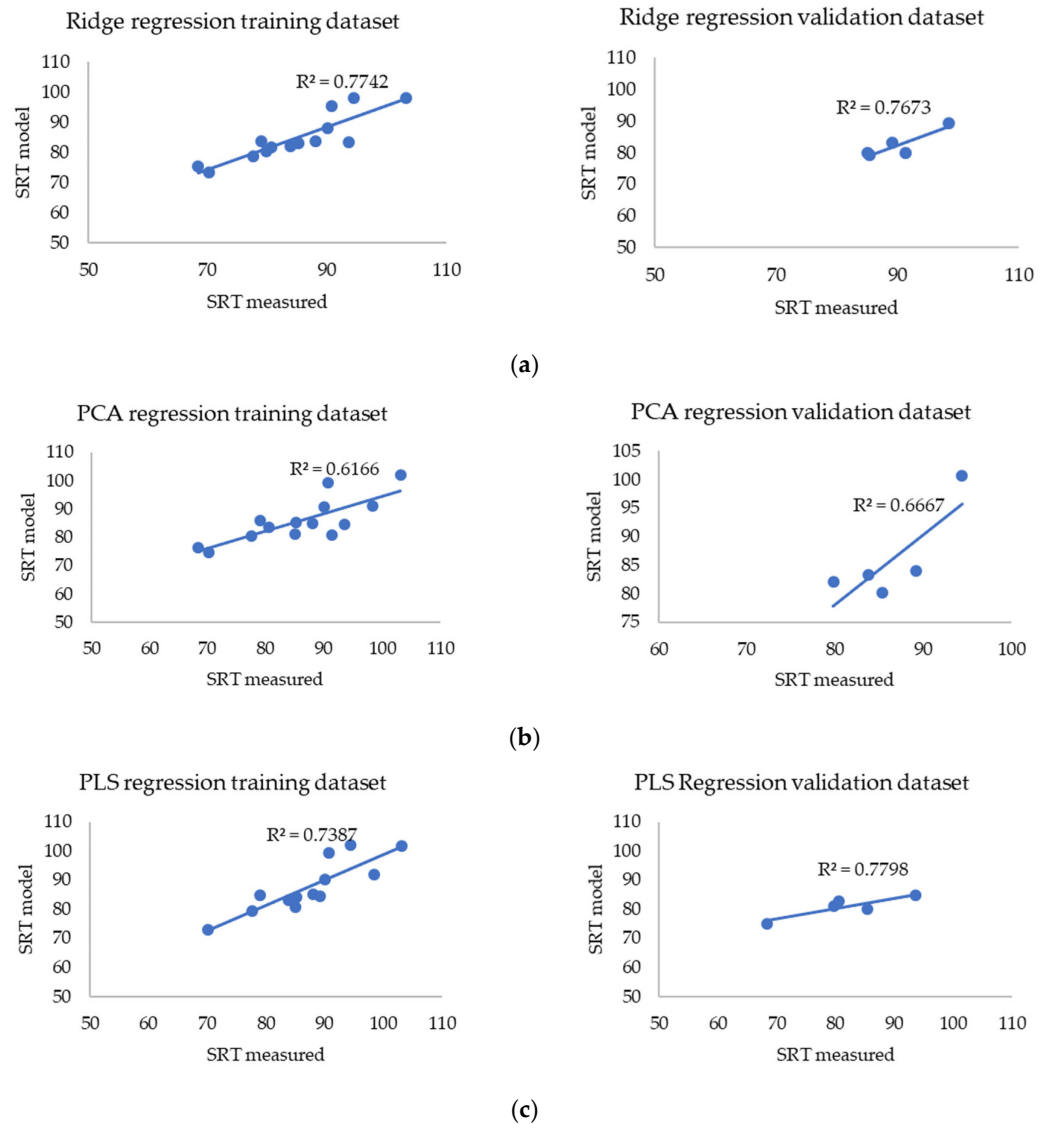 Ridge regression training dataset
110
100
90
80
70
60
50
50 70 90 110
SRT model
SRT measured
R² = 0.7742
Ridge regression validation dataset
110
100
90
80
70
60
50
50 70 90 110
SRT model
SRT measured
R² = 0.7673
(a)
PCA regression training dataset
110
100
90
80
70
60
50
50 60 70 80 90 100 110
SRT model
SRT measured
R² = 0.6166
PCA regression validation dataset
105
100
95
90
85
80
75
60 70 80 90 100
SRT model
SRT measured
R² = 0.6667
(b)
PLS regression training dataset
110
100
90
80
70
60
50
50 60 70 80 90 100 110
SRT model
SRT measured
R² = 0.7387
PLS Regression validation dataset
110
100
90
80
70
60
50
50 60 70 80 90 100 110
SRT model
SRT measured
R² = 0.7798
(c)